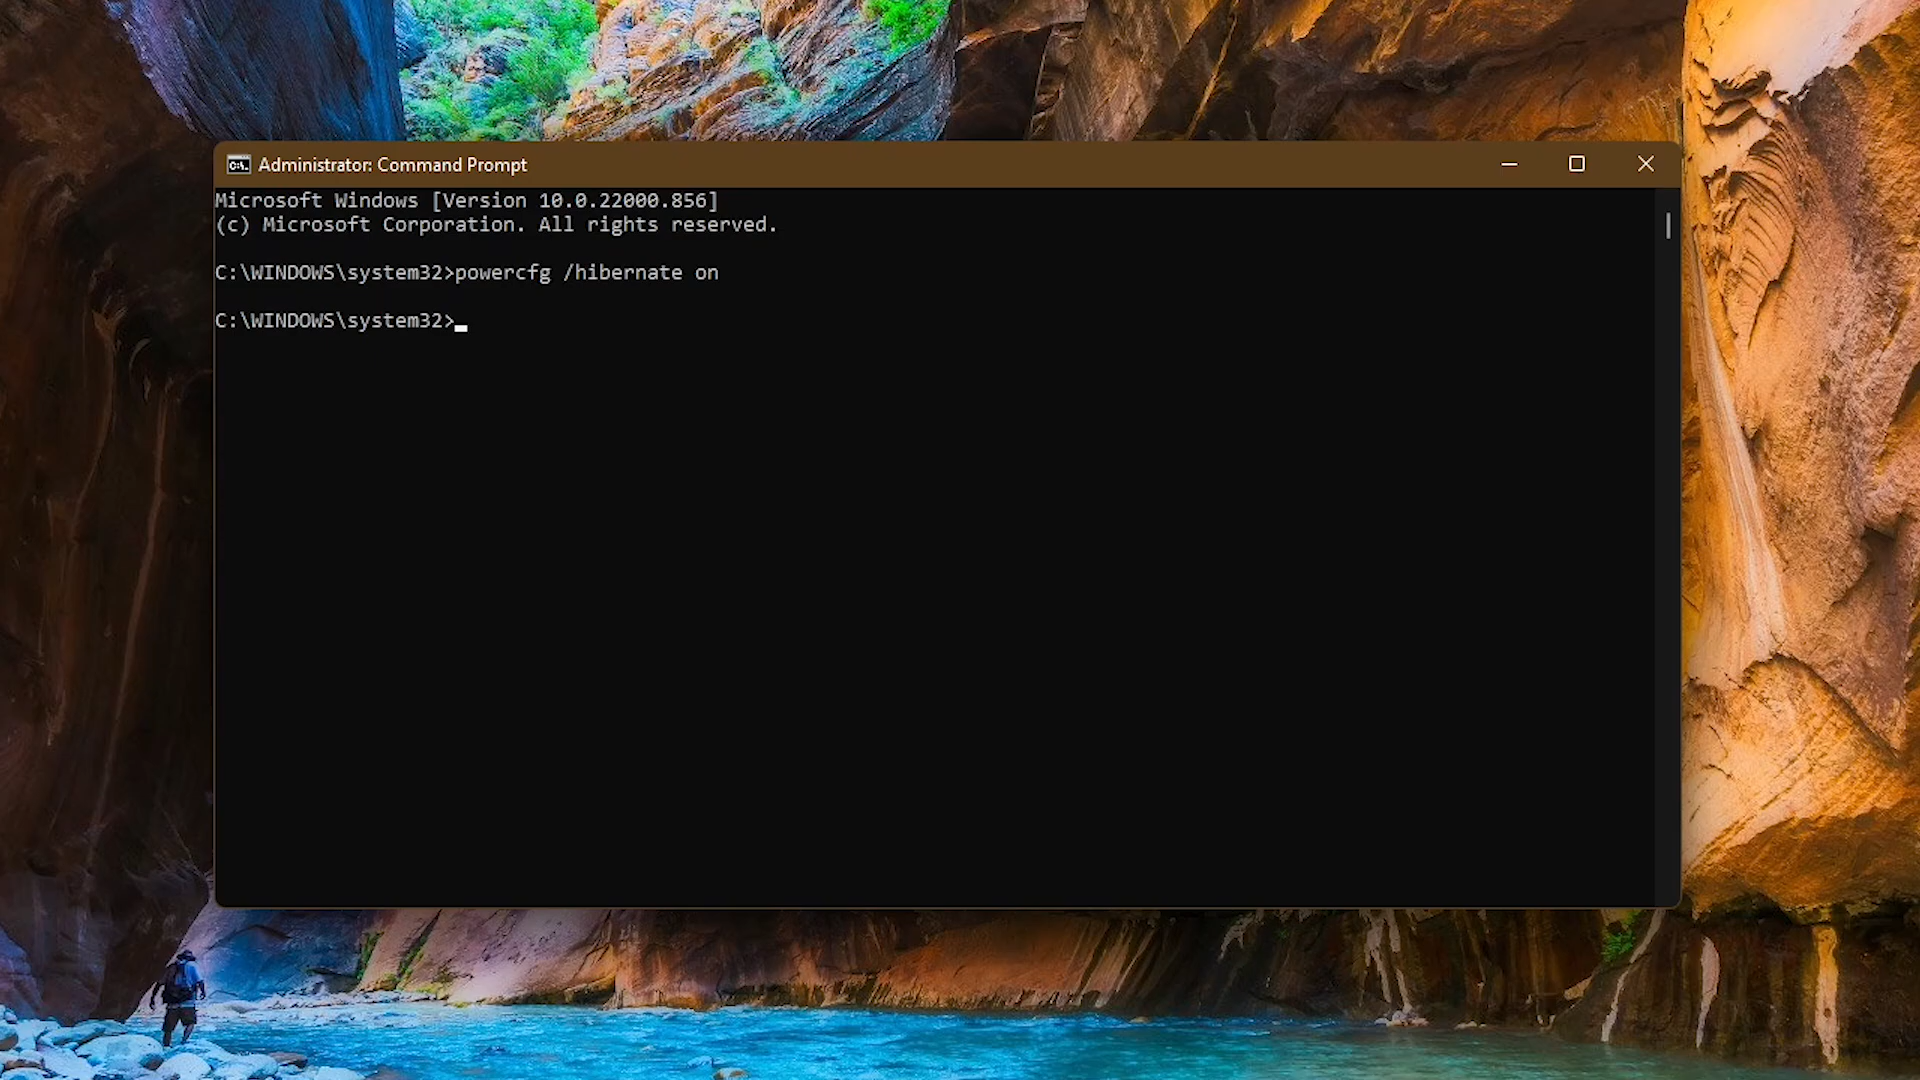 Administrator: Command Prompt
Microsoft Windows [Version 10.0.22000.856]
(c) Microsoft Corporation. All rights reserved.
C:\WINDOWS\system32>powercfg /hibernate on
C:\WINDOWS\system32>